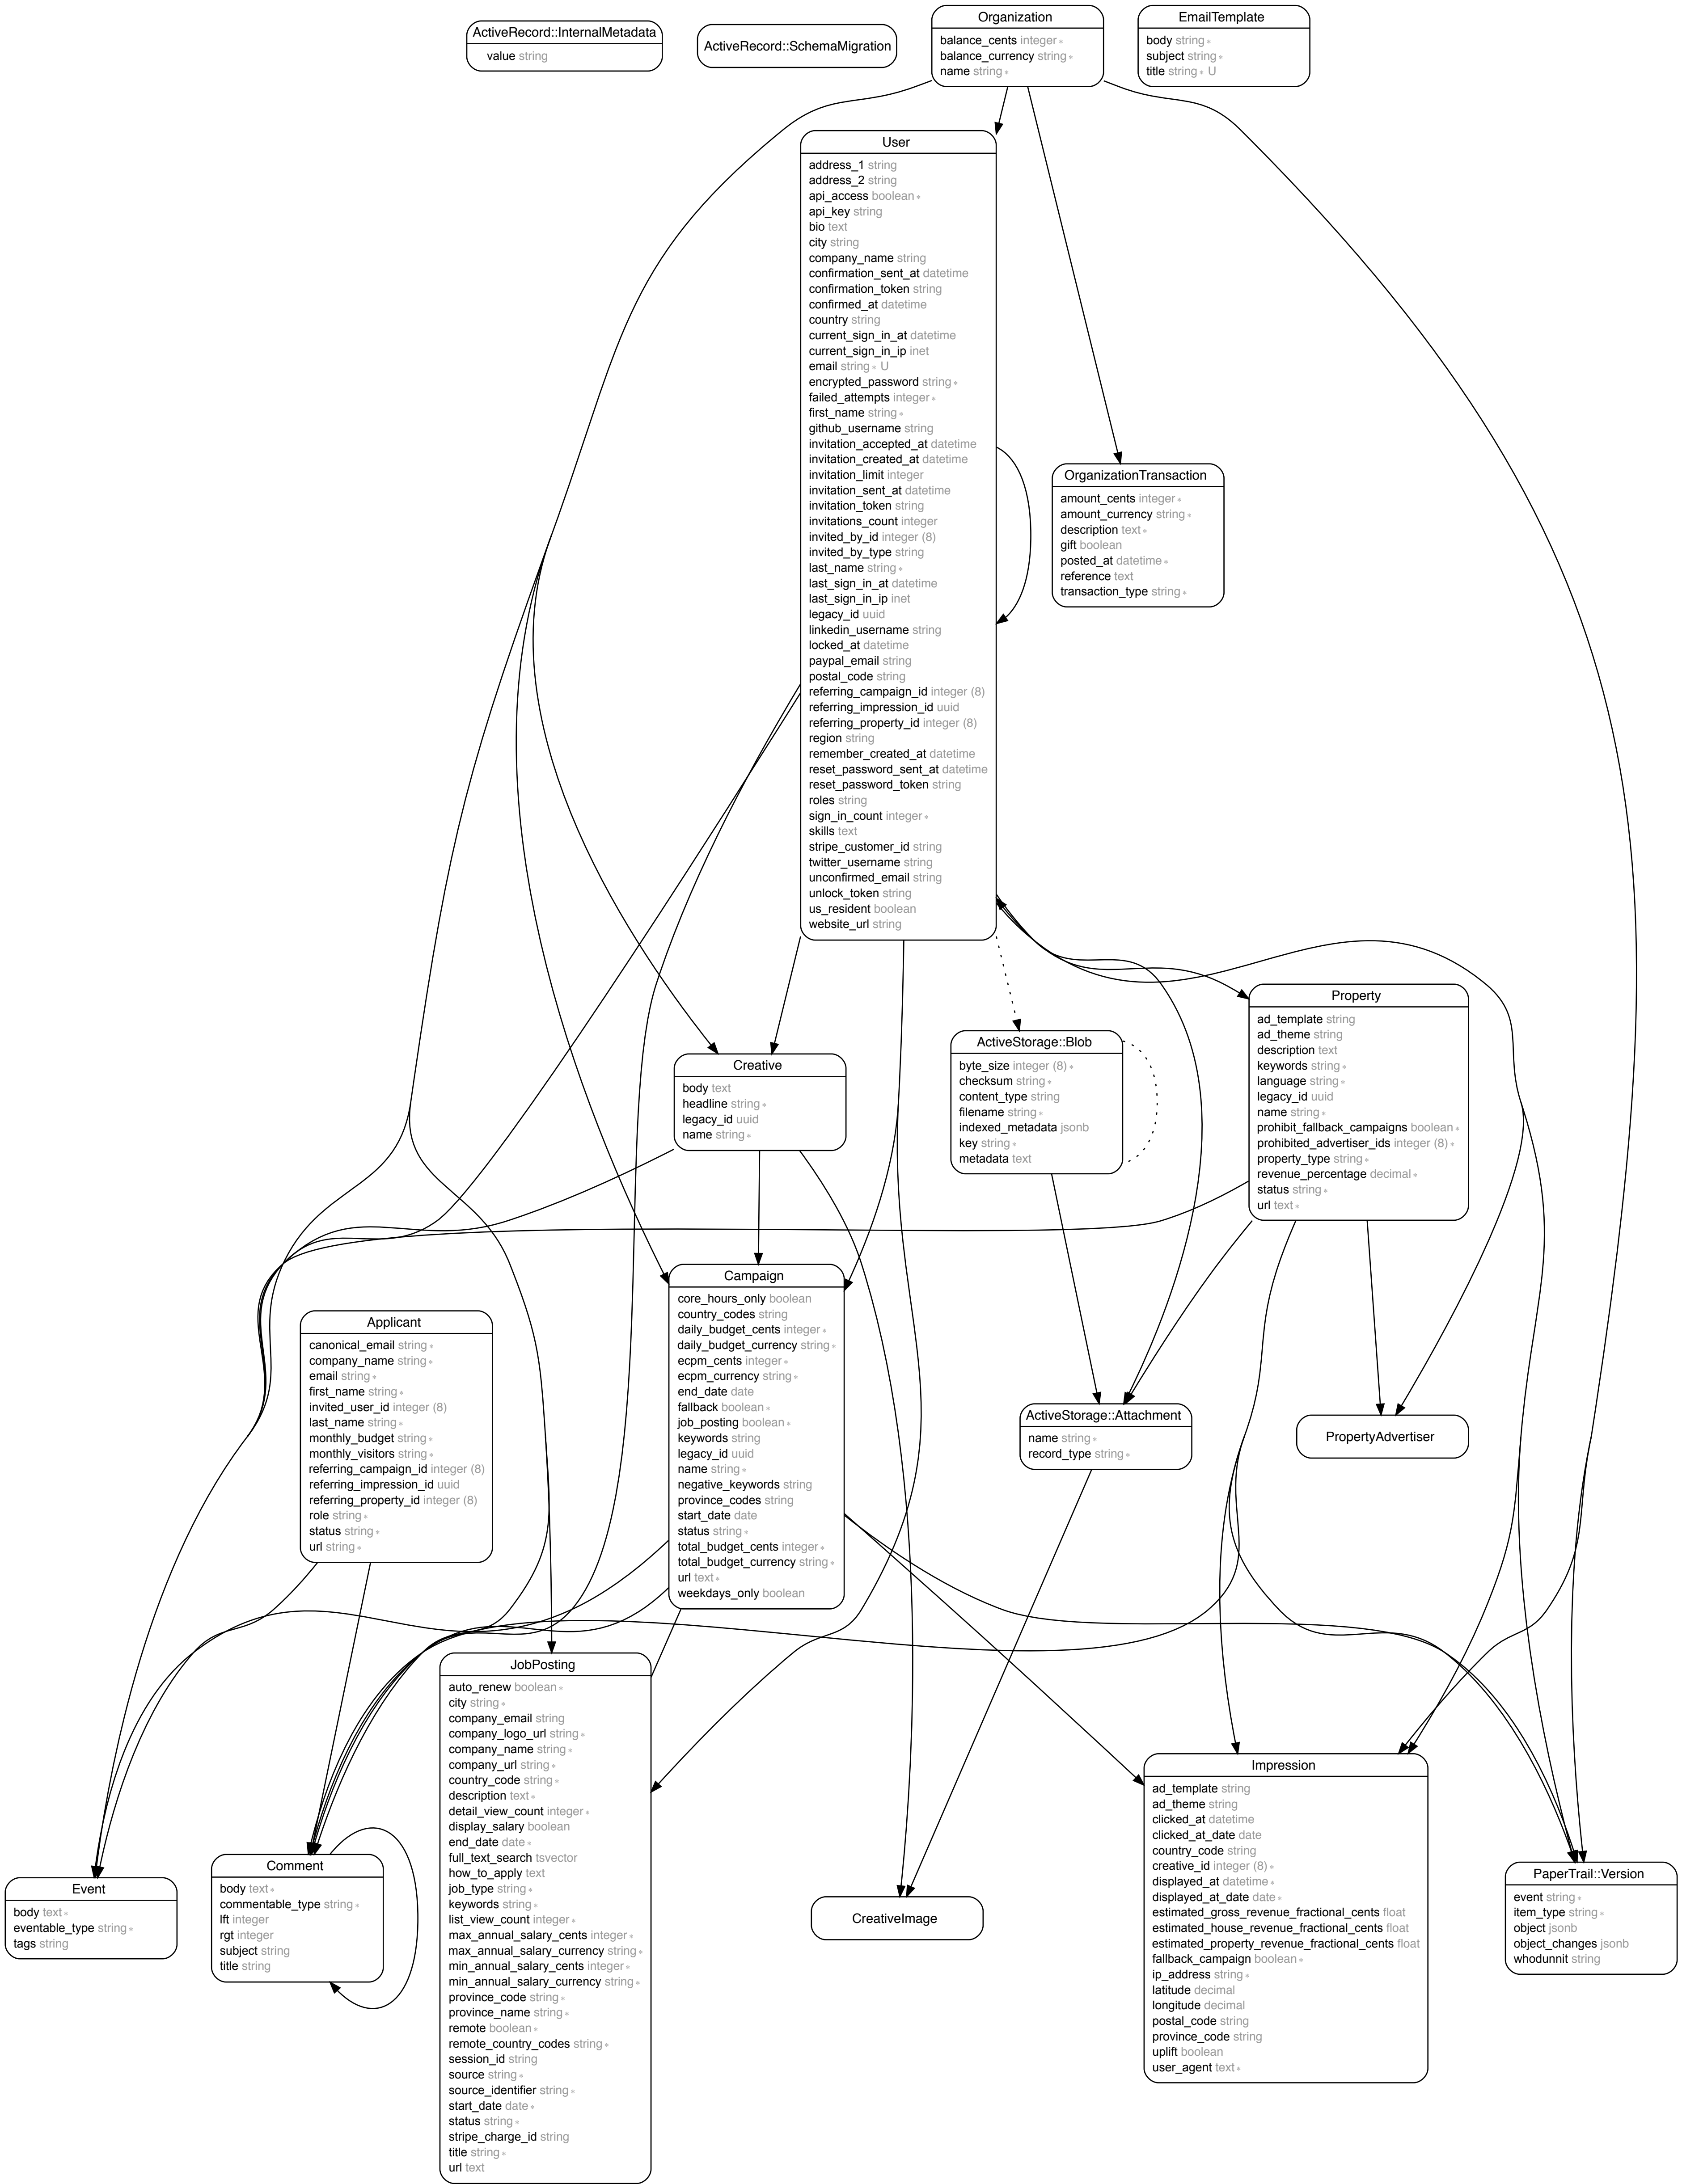 ActiveRecord::InternalMetadata
value string
ActiveRecord::SchemaMigration
Organization
balance_cents integer *
balance_currency string *
name string *
EmailTemplate
body string *
subject string *
title string * U
User
address_1 string
address_2 string
api_access boolean *
api_key string
bio text
city string
company_name string
confirmation_sent_at datetime
confirmation_token string
confirmed_at datetime
country string
current_sign_in_at datetime
current_sign_in_ip inet
email string * U
encrypted_password string *
failed_attempts integer *
first_name string *
github_username string
invitation_accepted_at datetime
invitation_created_at datetime
invitation_limit integer
invitation_sent_at datetime
invitation_token string
invitations_count integer
invited_by_id integer (8)
invited_by_type string
last_name string *
last_sign_in_at datetime
last_sign_in_ip inet
legacy_id uuid
linkedin_username string
locked_at datetime
paypal_email string
postal_code string
referring_campaign_id integer (8)
referring_impression_id uuid
referring_property_id integer (8)
region string
remember_created_at datetime
reset_password_sent_at datetime
reset_password_token string
roles string
sign_in_count integer *
skills text
stripe_customer_id string
twitter_username string
unconfirmed_email string
unlock_token string
us_resident boolean
website_url string
OrganizationTransaction
amount_cents integer *
amount_currency string *
description text *
gift boolean
posted_at datetime *
reference text
transaction_type string *
Property
ad_template string
ad_theme string
description text
keywords string *
language string *
legacy_id uuid
name string *
prohibit_fallback_campaigns boolean *
prohibited_advertiser_ids integer (8) *
property_type string *
revenue_percentage decimal *
status string *
url text *
ActiveStorage::Blob
byte_size integer (8) *
checksum string *
content_type string
filename string *
indexed_metadata jsonb
key string *
metadata text
Creative
body text
headline string *
legacy_id uuid
name string *
Campaign
core_hours_only boolean
country_codes string
daily_budget_cents integer *
daily_budget_currency string *
ecpm_cents integer *
ecpm_currency string *
end_date date
fallback boolean *
job_posting boolean *
keywords string
legacy_id uuid
name string *
negative_keywords string
province_codes string
start_date date
status string *
total_budget_cents integer *
total_budget_currency string *
url text *
weekdays_only boolean
Applicant
canonical_email string *
company_name string *
email string *
first_name string *
invited_user_id integer (8)
last_name string *
monthly_budget string *
monthly_visitors string *
referring_campaign_id integer (8)
referring_impression_id uuid
referring_property_id integer (8)
role string *
status string *
url string *
ActiveStorage::Attachment
name string *
record_type string *
PropertyAdvertiser
JobPosting
auto_renew boolean *
city string *
company_email string
company_logo_url string *
company_name string *
company_url string *
country_code string *
description text *
detail_view_count integer *
display_salary boolean
end_date date *
full_text_search tsvector
how_to_apply text
job_type string *
keywords string *
list_view_count integer *
max_annual_salary_cents integer *
max_annual_salary_currency string *
min_annual_salary_cents integer *
min_annual_salary_currency string *
province_code string *
province_name string *
remote boolean *
remote_country_codes string *
session_id string
source string *
source_identifier string *
start_date date *
status string *
stripe_charge_id string
title string *
url text
Impression
ad_template string
ad_theme string
clicked_at datetime
clicked_at_date date
country_code string
creative_id integer (8) *
displayed_at datetime *
displayed_at_date date *
estimated_gross_revenue_fractional_cents float
estimated_house_revenue_fractional_cents float
estimated_property_revenue_fractional_cents float
fallback_campaign boolean *
ip_address string *
latitude decimal
longitude decimal
postal_code string
province_code string
uplift boolean
user_agent text *
Event
body text *
eventable_type string *
tags string
Comment
body text *
commentable_type string *
lft integer
rgt integer
subject string
title string
CreativeImage
PaperTrail::Version
event string *
item_type string *
object jsonb
object_changes jsonb
whodunnit string